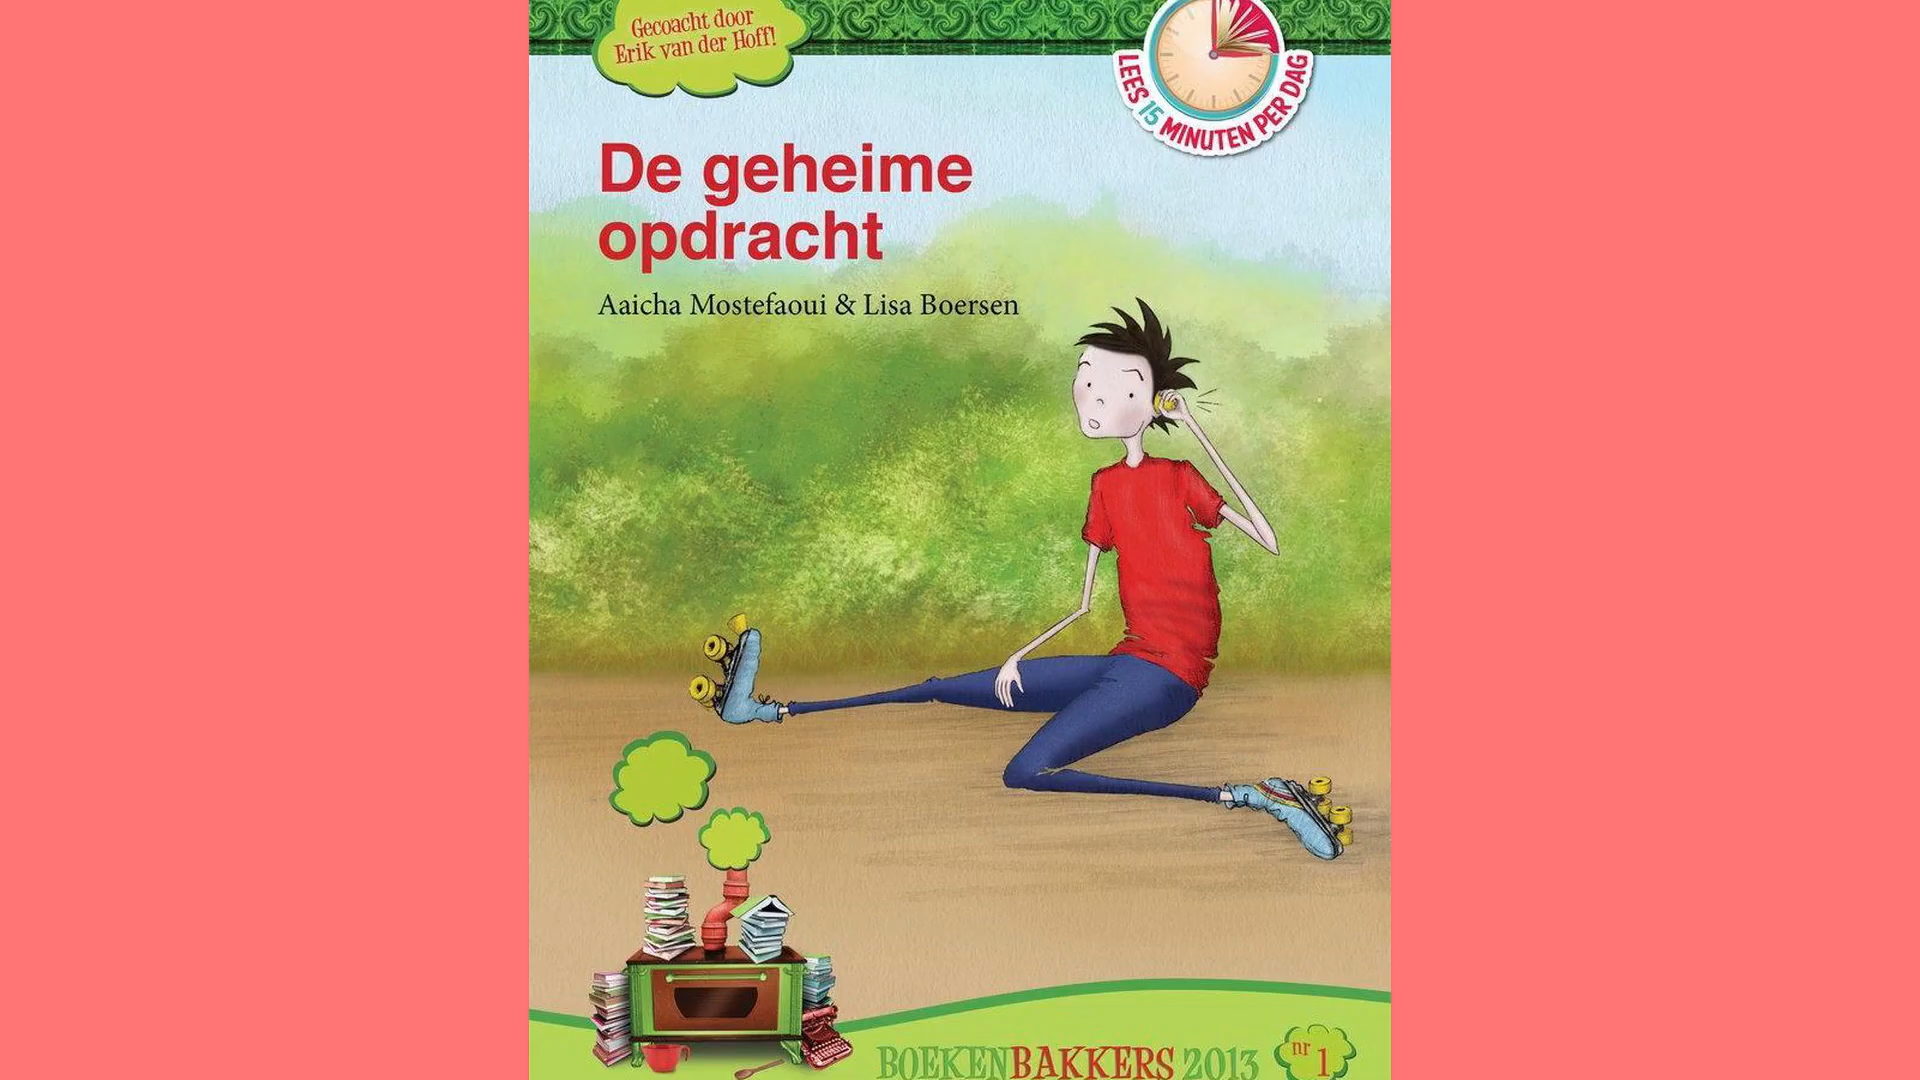 Gecoacht door
Erik van der Hoff!
LEES 15 MINUTEN PER DAG
De geheime
opdracht
Aaicha Mostefaoui & Lisa Boersen
BOEKENBAKKERS 2013
nr 1